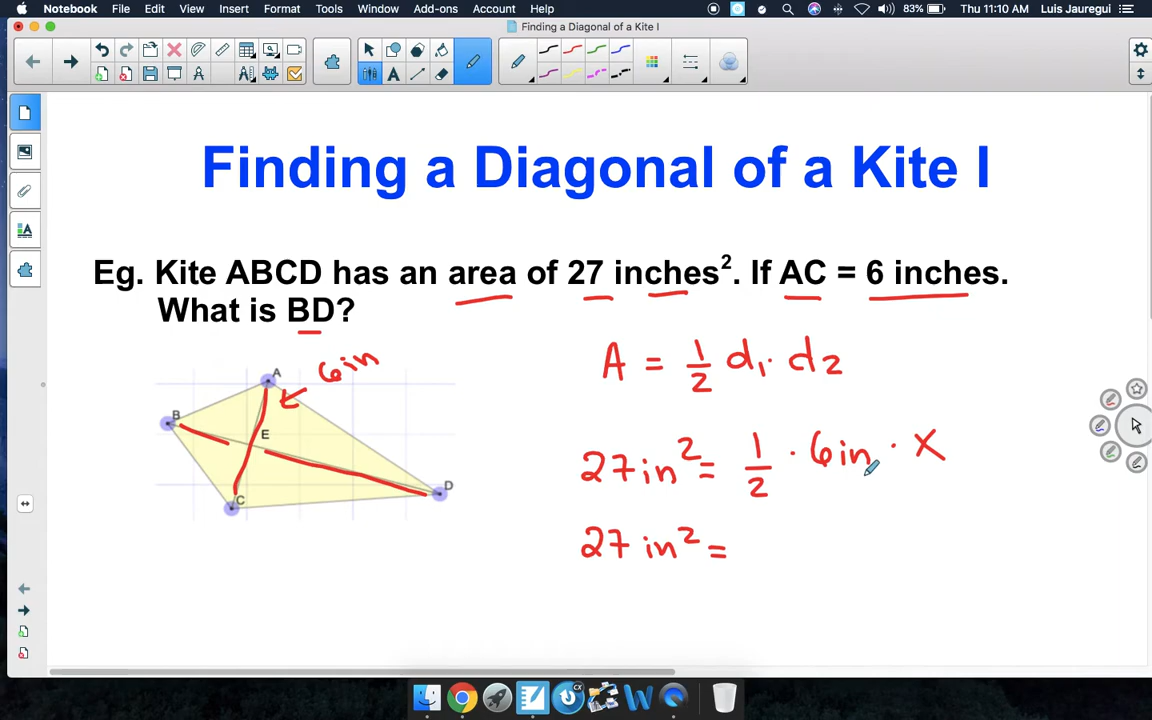 Notebook File Edit View Insert Format Tools Window Add-ons Account Help 83% Thu 11:10 AM Luis Jauregui
Finding a Diagonal of a Kite I
Finding a Diagonal of a Kite I
Eg. Kite ABCD has an area of 27 inches². If AC = 6 inches.
What is BD?
A = 1/2 d₁ · d₂
6in
A
B
E
C
D
27in² = 1/2 · 6in · X
27 in² =